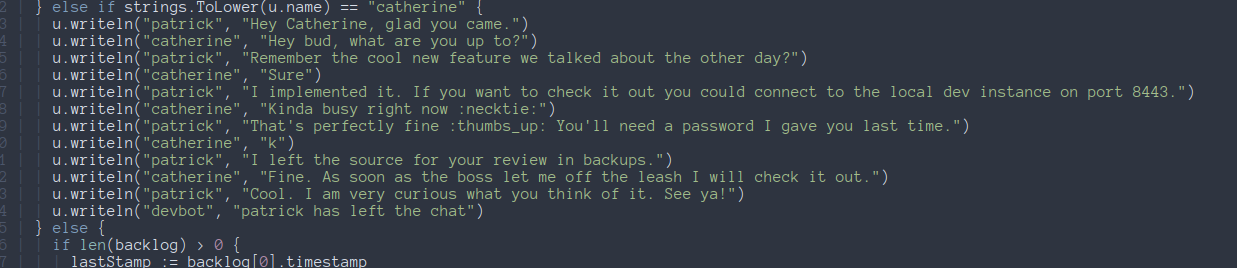 } else if strings.ToLower(u.name) == "catherine" {
u.writeln("patrick", "Hey Catherine, glad you came.")
u.writeln("catherine", "Hey bud, what are you up to?")
u.writeln("patrick", "Remember the cool new feature we talked about the other day?")
u.writeln("catherine", "Sure")
u.writeln("patrick", "I implemented it. If you want to check it out you could connect to the local dev instance on port 8443.")
u.writeln("catherine", "Kinda busy right now :necktie:")
u.writeln("patrick", "That's perfectly fine :thumbs_up: You'll need a password I gave you last time.")
u.writeln("catherine", "k")
u.writeln("patrick", "I left the source for your review in backups.")
u.writeln("catherine", "Fine. As soon as the boss let me off the leash I will check it out.")
u.writeln("patrick", "Cool. I am very curious what you think of it. See ya!")
u.writeln("devbot", "patrick has left the chat")
} else {
if len(backlog) > 0 {
lastStamp := backlog[0].timestamp